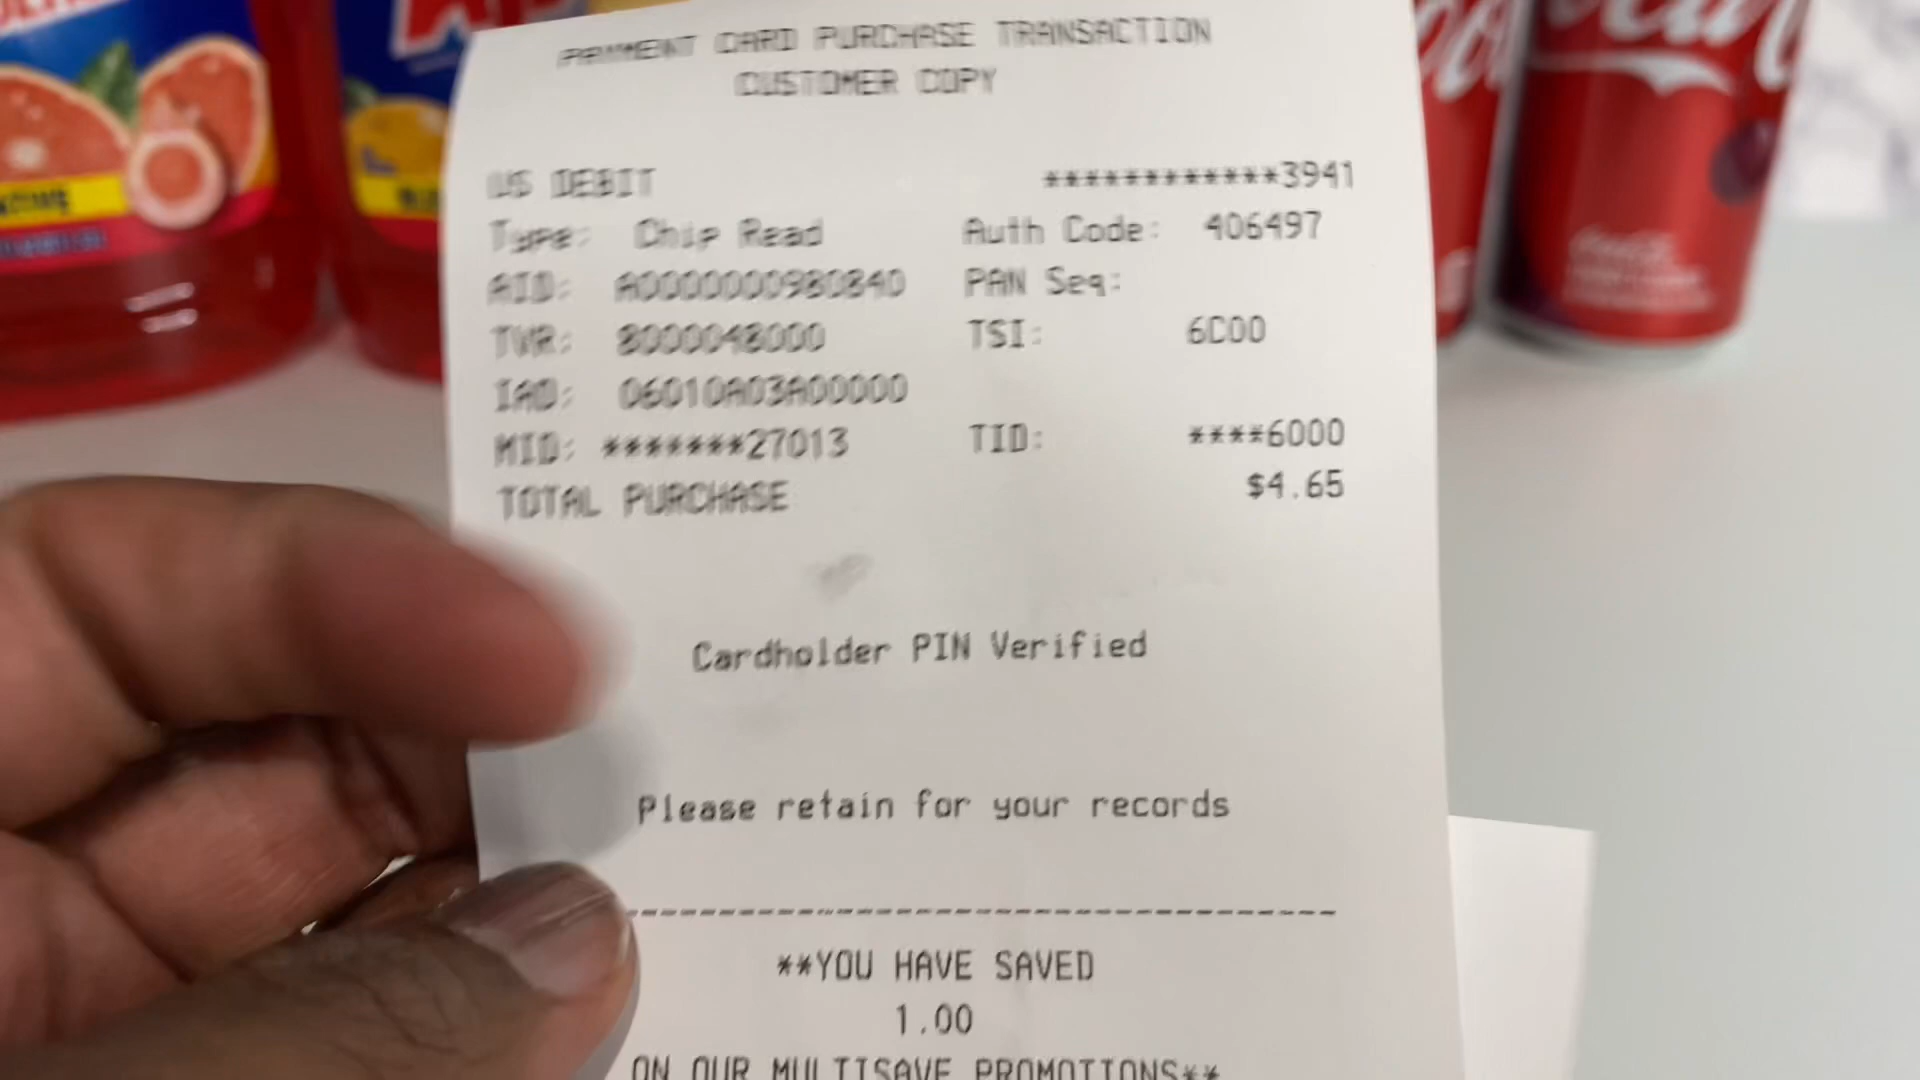 PAYMENT CARD PURCHASE TRANSACTION
CUSTOMER COPY
US DEBIT ************3941
Type: Chip Read Auth Code: 406497
AID: A0000000980840 PAN Seq:
TVR: 8000048000 TSI: 6C00
IAD: 06010A03A00000
MID: *******27013 TID: ****6000
TOTAL PURCHASE $4.65
Cardholder PIN Verified
Please retain for your records
**YOU HAVE SAVED
1.00
ON OUR MULTISAVE PROMOTIONS**